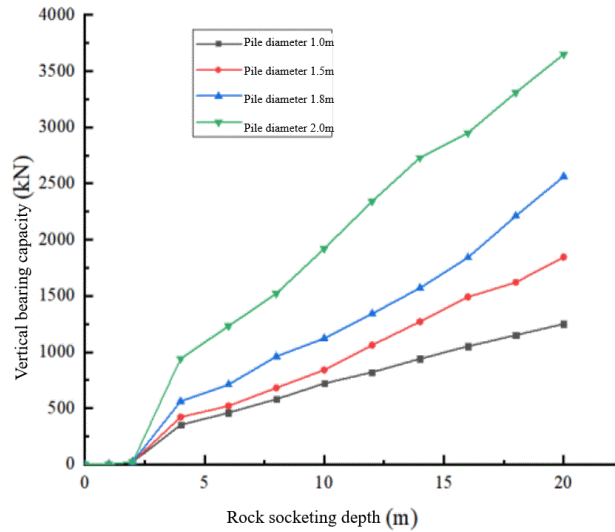 4000
3500
3000
2500
2000
1500
1000
500
0
Vertical bearing capacity (kN)
Pile diameter 1.0m
Pile diameter 1.5m
Pile diameter 1.8m
Pile diameter 2.0m
0 5 10 15 20
Rock socketing depth (m)